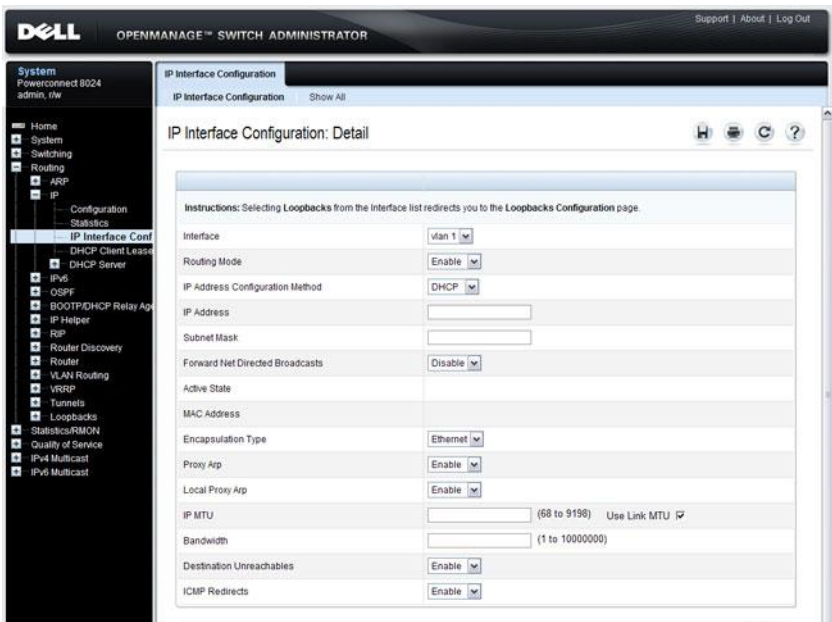 Support | About | Log Out
DELL
OPENMANAGE™ SWITCH ADMINISTRATOR
System
Powerconnect 8024
admin, r/w
Home
System
Switching
Routing
ARP
IP
Configuration
Statistics
IP Interface Conf
DHCP Client Lease
DHCP Server
IPv6
OSPF
BOOTP/DHCP Relay Age
IP Helper
RIP
Router Discovery
Router
VLAN Routing
VRRP
Tunnels
Loopbacks
Statistics/RMON
Quality of Service
IPv4 Multicast
IPv6 Multicast
IP Interface Configuration
IP Interface Configuration Show All
IP Interface Configuration: Detail
Instructions: Selecting Loopbacks from the Interface list redirects you to the Loopbacks Configuration page.
Interface vlan 1
Routing Mode Enable
IP Address Configuration Method DHCP
IP Address
Subnet Mask
Forward Net Directed Broadcasts Disable
Active State
MAC Address
Encapsulation Type Ethernet
Proxy Arp Enable
Local Proxy Arp Enable
IP MTU (68 to 9198) Use Link MTU
Bandwidth (1 to 10000000)
Destination Unreachables Enable
ICMP Redirects Enable